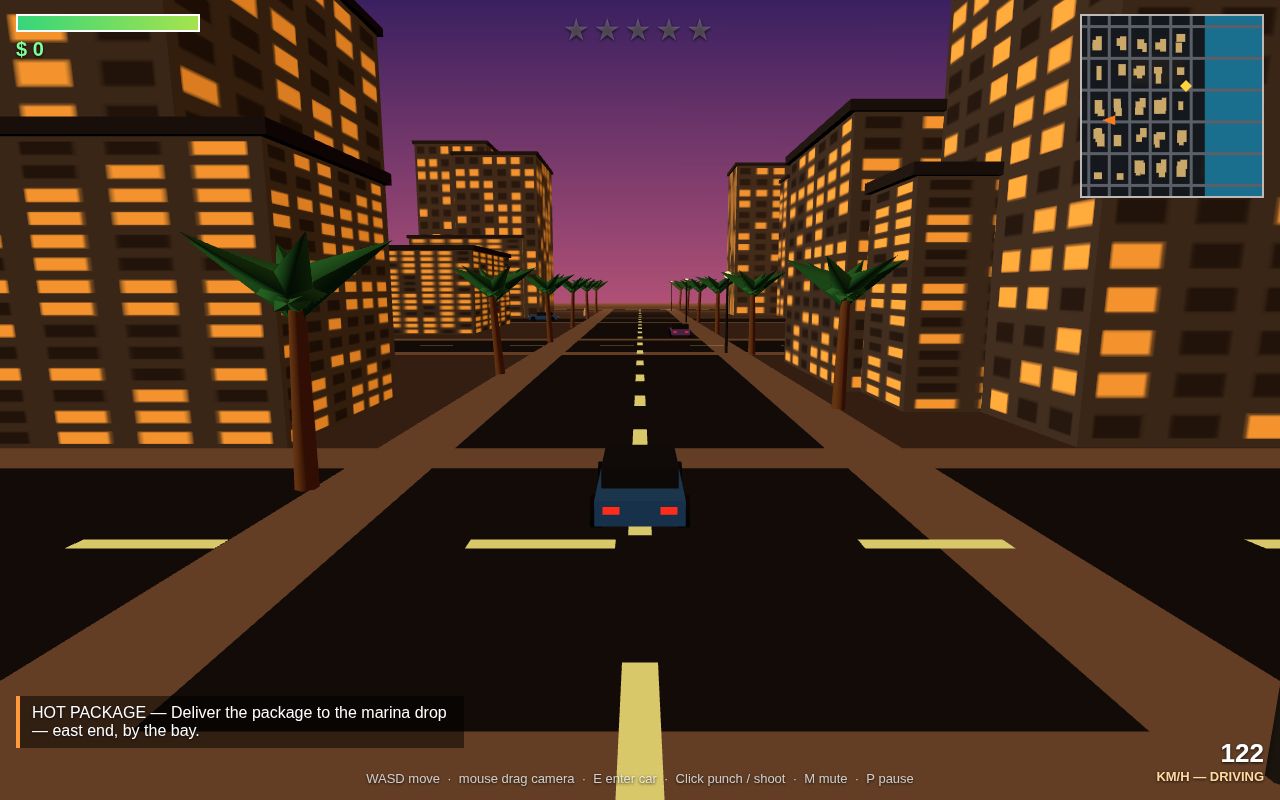 $ 0
HOT PACKAGE — Deliver the package to the marina drop
— east end, by the bay.
WASD move · mouse drag camera · E enter car · Click punch / shoot · M mute · P pause
122
KM/H — DRIVING